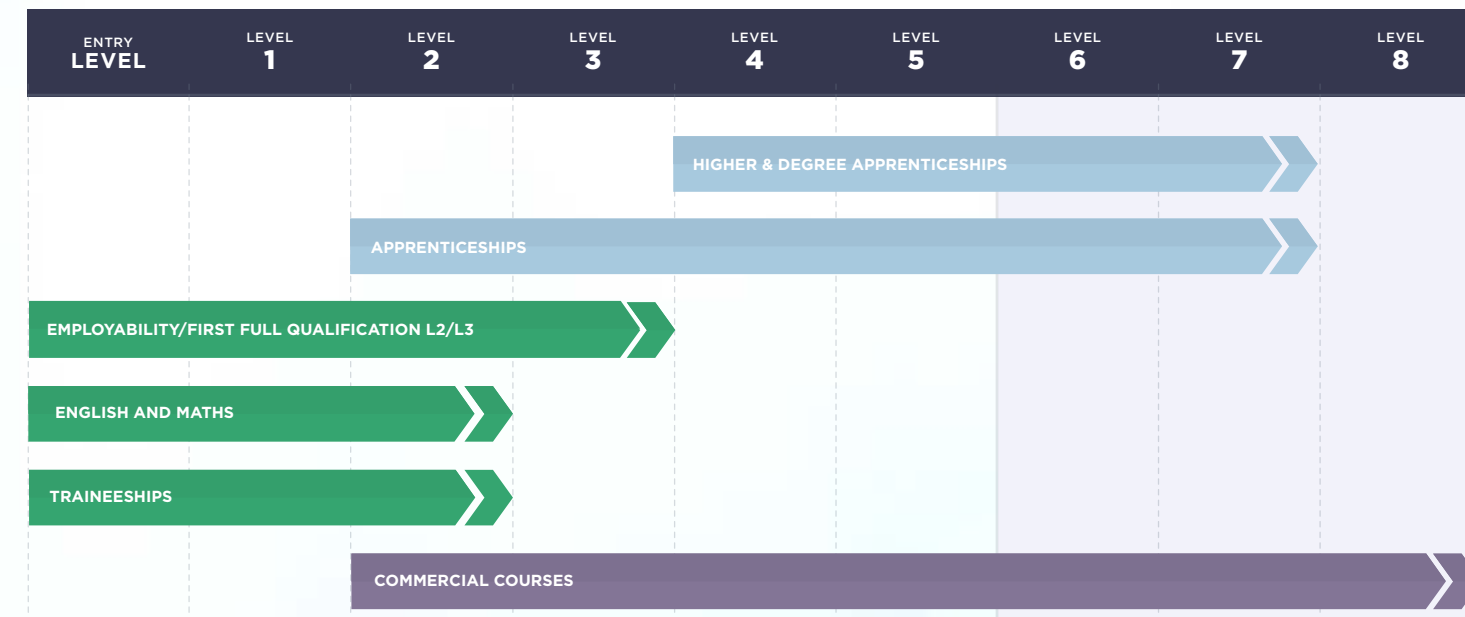 ENTRY
LEVEL
LEVEL
1
LEVEL
2
LEVEL
3
LEVEL
4
LEVEL
5
LEVEL
6
LEVEL
7
LEVEL
8
HIGHER & DEGREE APPRENTICESHIPS
APPRENTICESHIPS
EMPLOYABILITY/FIRST FULL QUALIFICATION L2/L3
ENGLISH AND MATHS
TRAINEESHIPS
COMMERCIAL COURSES